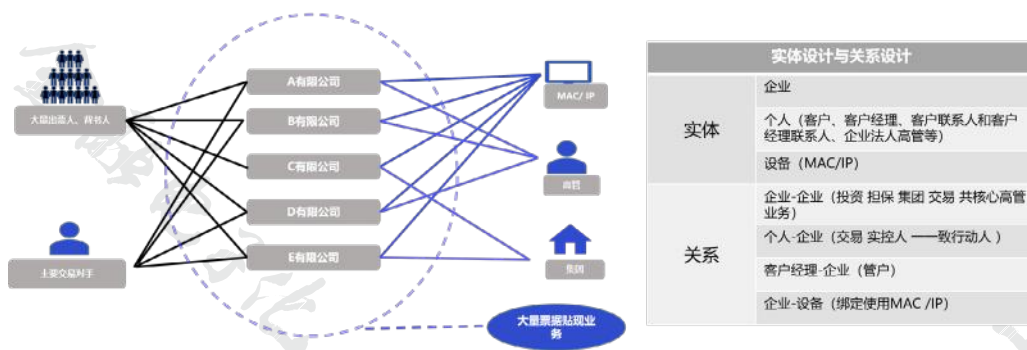 大量出票人、背书人
主要交易对手
A有限公司
B有限公司
C有限公司
D有限公司
E有限公司
MAC/ IP
高管
集团
大量票据贴现业
务
实体设计与关系设计
实体
企业
个人（客户、客户经理、客户联系人和客户
经理联系人、企业法人高管等）
设备（MAC/IP）
关系
企业-企业（投资 担保 集团 交易 共核心高管
业务）
个人-企业（交易 实控人 一一致行动人 ）
客户经理-企业（管户）
企业-设备（绑定使用MAC /IP）